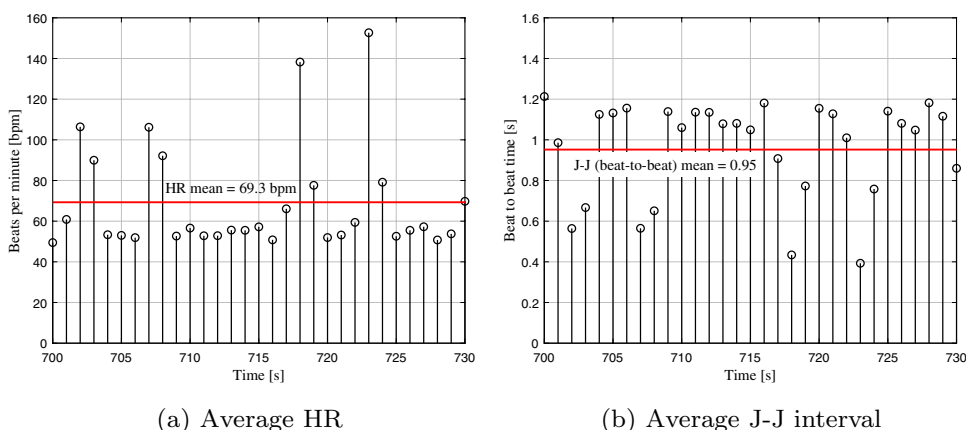 160
140
120
100
80
60
40
20
0
Beats per minute [bpm]
HR mean = 69.3 bpm
700 705 710 715 720 725 730
Time [s]
(a) Average HR
1.6
1.4
1.2
1
0.8
0.6
0.4
0.2
0
Beat to beat time [s]
J-J (beat-to-beat) mean = 0.95
700 705 710 715 720 725 730
Time [s]
(b) Average J-J interval